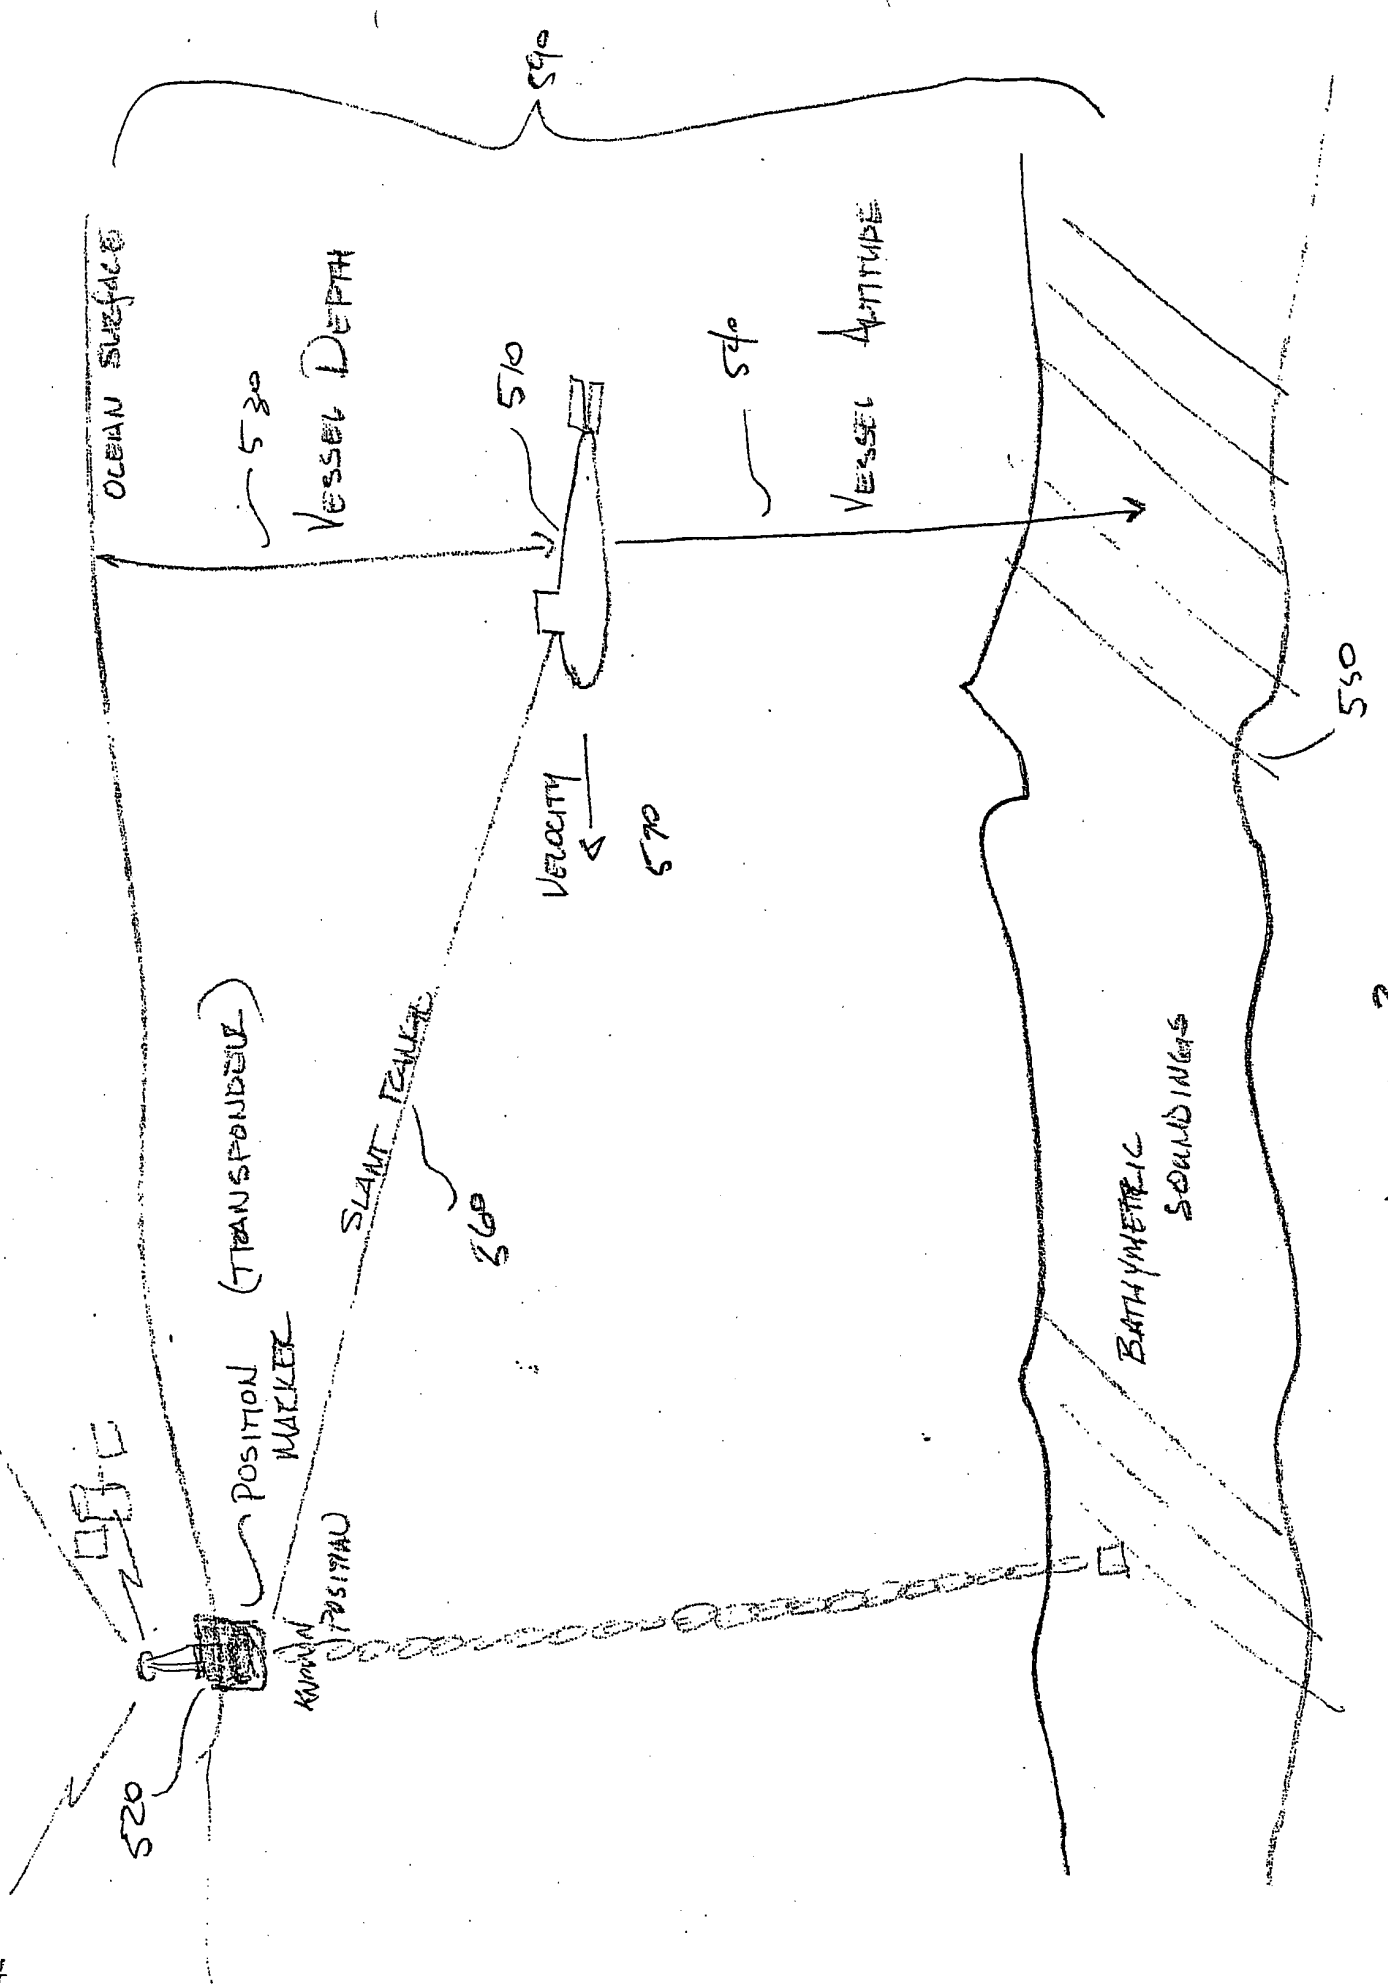 590
OCEAN SURFACE
530
VESSEL DEPTH
510
540
VESSEL ALTITUDE
VELOCITY
570
550
POSITION (TRANSPONDER)
MARKER
SLANT RANGE
560
520
KNOWN
POSITION
BATHYMETRIC
SOUNDINGS